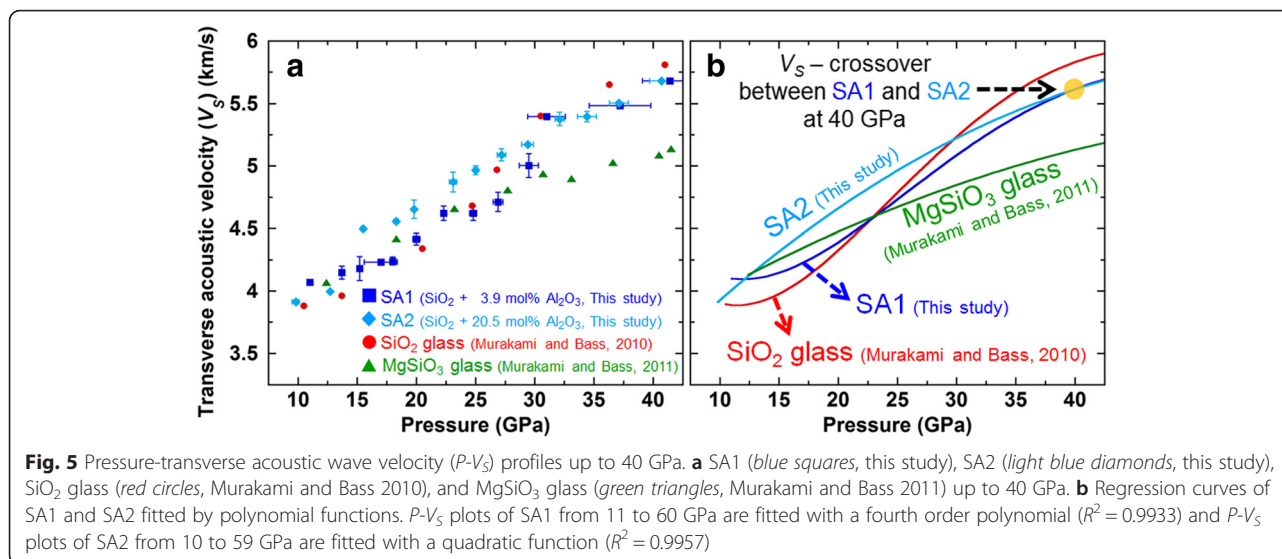 Transverse acoustic velocity (V_S) (km/s)
6
5.5
5
4.5
4
3.5
a
SA1 (SiO₂ + 3.9 mol% Al₂O₃, This study)
SA2 (SiO₂ + 20.5 mol% Al₂O₃, This study)
SiO₂ glass (Murakami and Bass, 2010)
MgSiO₃ glass (Murakami and Bass, 2011)
10 15 20 25 30 35 40
Pressure (GPa)
b
V_S – crossover
between SA1 and SA2
at 40 GPa
SA2 (This study)
MgSiO₃ glass
(Murakami and Bass, 2011)
SA1 (This study)
SiO₂ glass (Murakami and Bass, 2010)
10 15 20 25 30 35 40
Pressure (GPa)
Fig. 5 Pressure-transverse acoustic wave velocity (P-V_S) profiles up to 40 GPa. a SA1 (blue squares, this study), SA2 (light blue diamonds, this study),
SiO₂ glass (red circles, Murakami and Bass 2010), and MgSiO₃ glass (green triangles, Murakami and Bass 2011) up to 40 GPa. b Regression curves of
SA1 and SA2 fitted by polynomial functions. P-V_S plots of SA1 from 11 to 60 GPa are fitted with a fourth order polynomial (R² = 0.9933) and P-V_S
plots of SA2 from 10 to 59 GPa are fitted with a quadratic function (R² = 0.9957)